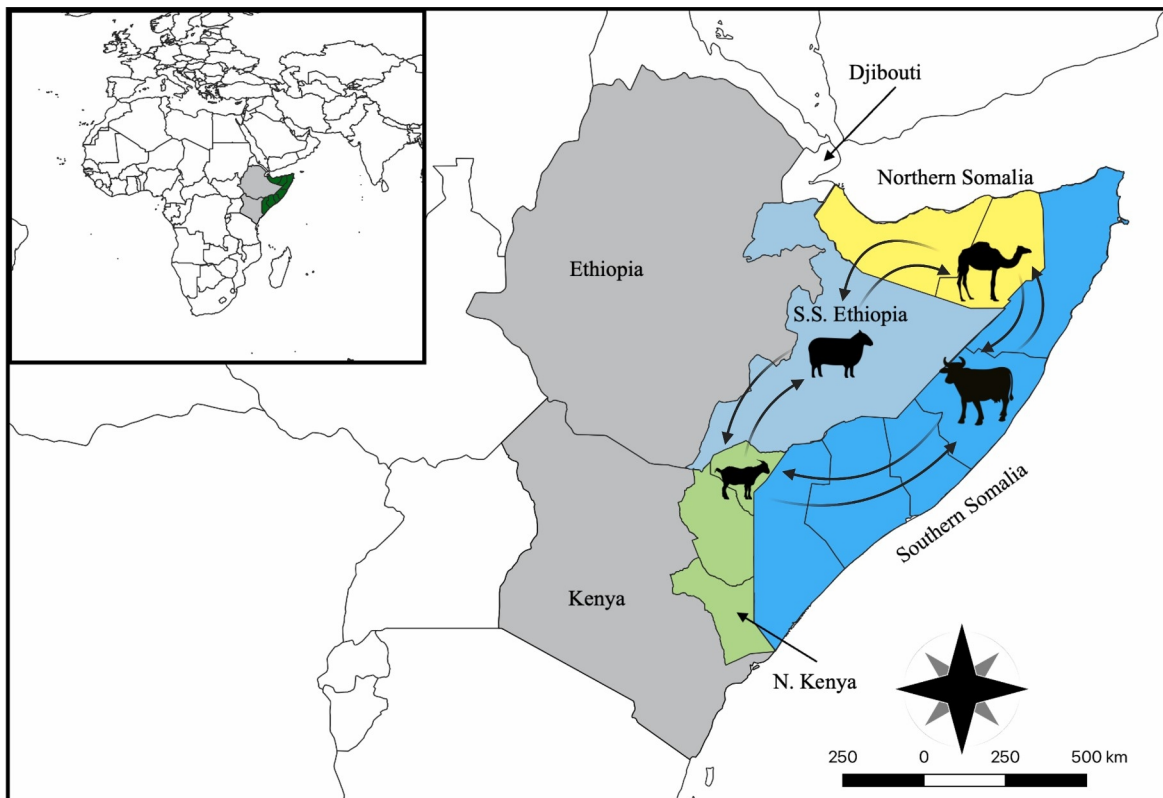 Djibouti
Northern Somalia
Ethiopia
S.S. Ethiopia
Southern Somalia
Kenya
N. Kenya
250 0 250 500 km